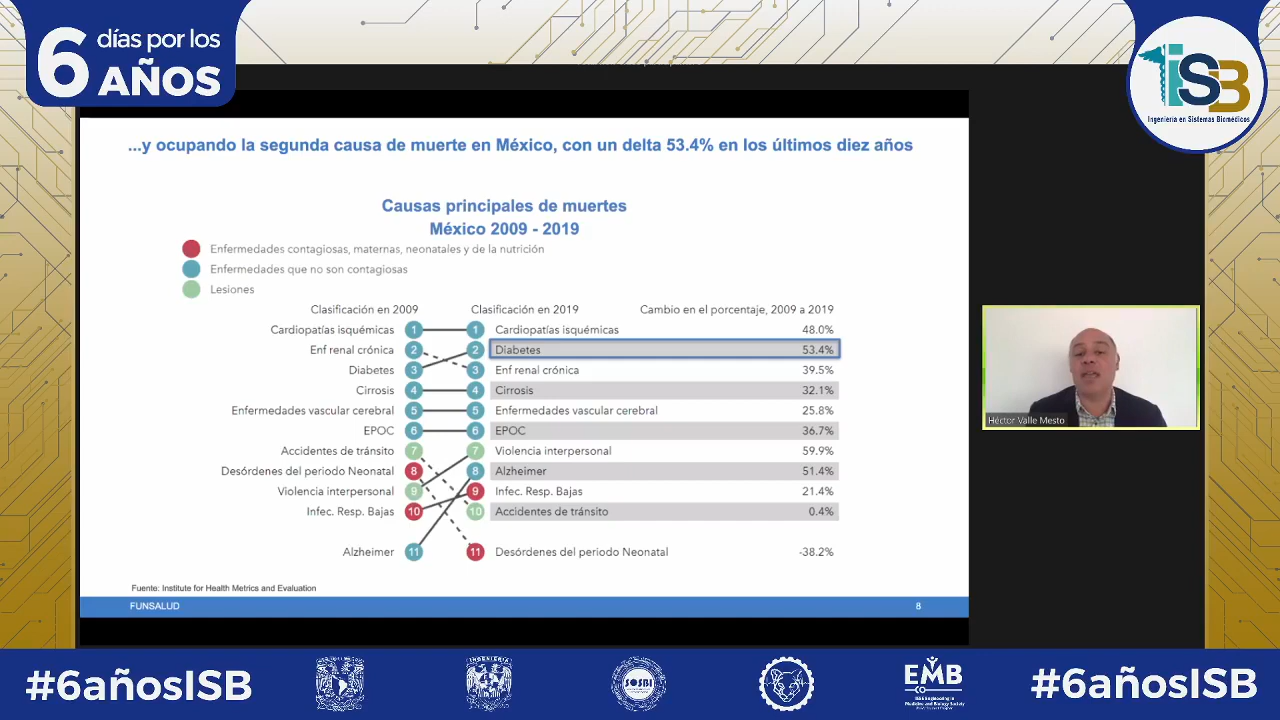 6 días por los
AÑOS
iSB
Ingeniería en Sistemas Biomédicos
...y ocupando la segunda causa de muerte en México, con un delta 53.4% en los últimos diez años
Causas principales de muertes
México 2009 - 2019
Enfermedades contagiosas, maternas, neonatales y de la nutrición
Enfermedades que no son contagiosas
Lesiones
Clasificación en 2009 Clasificación en 2019 Cambio en el porcentaje, 2009 a 2019
Cardiopatías isquémicas 1 1 Cardiopatías isquémicas 48.0%
Enf renal crónica 2 2 Diabetes 53.4%
Diabetes 3 3 Enf renal crónica 39.5%
Cirrosis 4 4 Cirrosis 32.1%
Enfermedades vascular cerebral 5 5 Enfermedades vascular cerebral 25.8%
EPOC 6 6 EPOC 36.7%
Accidentes de tránsito 7 7 Violencia interpersonal 59.9%
Desórdenes del periodo Neonatal 8 8 Alzheimer 51.4%
Violencia interpersonal 9 9 Infec. Resp. Bajas 21.4%
Infec. Resp. Bajas 10 10 Accidentes de tránsito 0.4%
Alzheimer 11 11 Desórdenes del periodo Neonatal -38.2%
Fuente: Institute for Health Metrics and Evaluation
FUNSALUD 8
Héctor Valle Mesto
#6añosISB
INGENIERÍA
SOSBI
EMB
#6añosISB